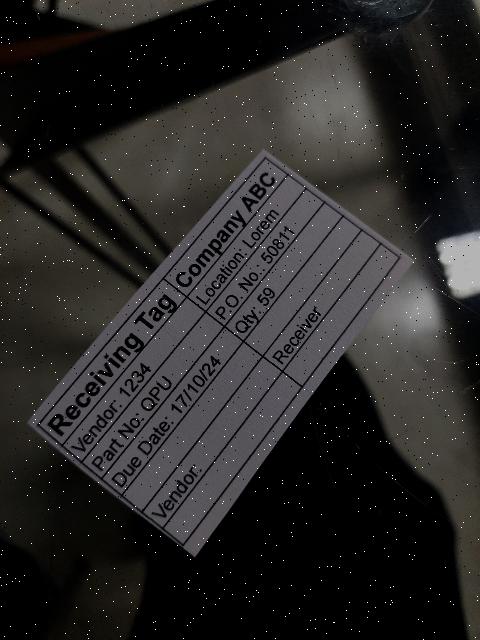 Receiving Tag Company ABC
Vendor: 1234 Location: Lorem
Part No: QPU P.O. No.: 50811
Due Date: 17/10/24 Qty: 59
Vendor: Receiver